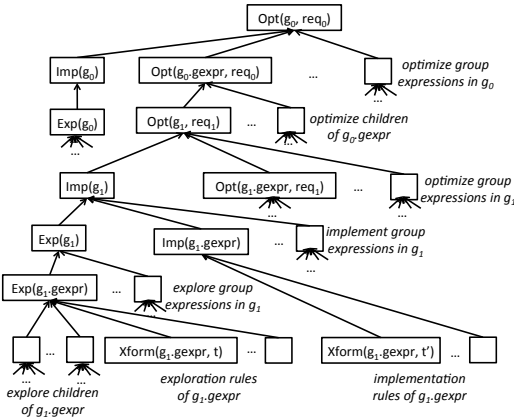 Opt(g₀, req₀)
Imp(g₀)
Opt(g₀.gexpr, req₀)
...
optimize group
expressions in g₀
...
Exp(g₀)
...
Opt(g₁, req₁)
...
optimize children
of g₀.gexpr
...
Imp(g₁)
Opt(g₁.gexpr, req₁)
...
...
optimize group
expressions in g₁
...
Exp(g₁)
Imp(g₁.gexpr)
...
implement group
expressions in g₁
...
Exp(g₁.gexpr)
...
explore group
expressions in g₁
...
...
Xform(g₁.gexpr, t)
...
Xform(g₁.gexpr, t')
...
...
...
explore children
of g₁.gexpr
exploration rules
of g₁.gexpr
implementation
rules of g₁.gexpr